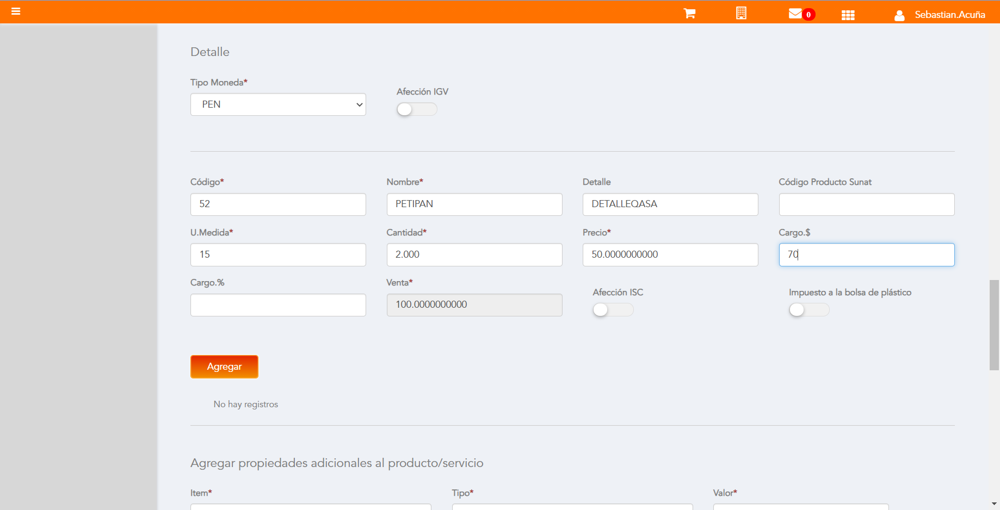 0
Sebastian.Acuña
Detalle
Tipo Moneda*
Afección IGV
PEN
Código*
Nombre*
Detalle
Código Producto Sunat
52
PETIPAN
DETALLEQASA
U.Medida*
Cantidad*
Precio*
Cargo.$
15
2.000
50.0000000000
70
Cargo.%
Venta*
Afección ISC
Impuesto a la bolsa de plástico
100.0000000000
Agregar
No hay registros
Agregar propiedades adicionales al producto/servicio
Item*
Tipo*
Valor*